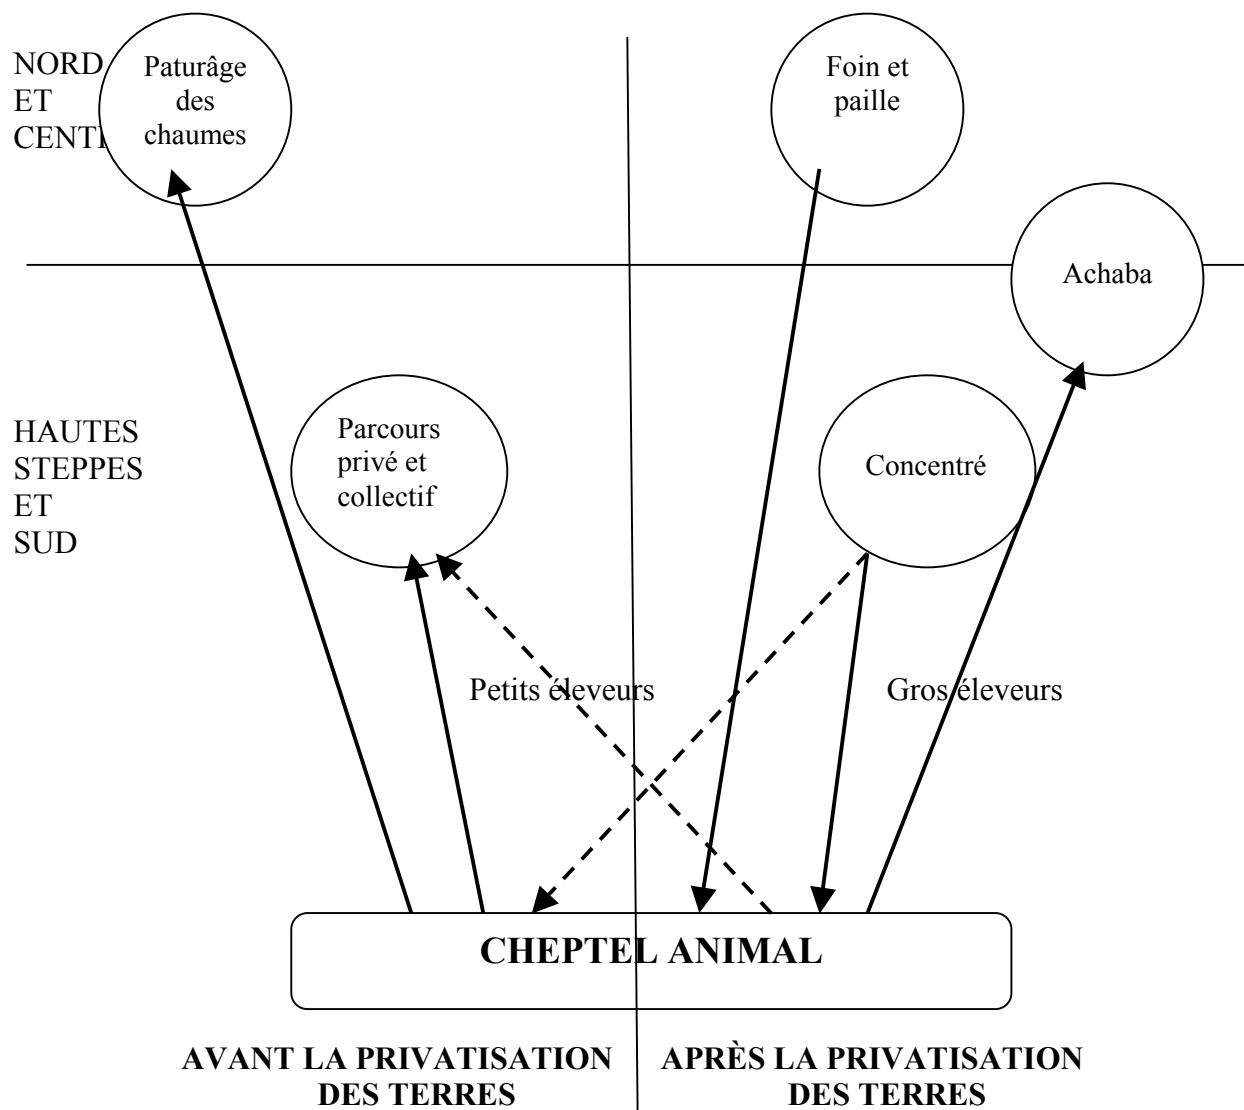 NORD
ET
CENT
Paturâge
des
chaumes
Foin et
paille
Achaba
HAUTES
STEPPES
ET
SUD
Parcours
privé et
collectif
Concentré
Petits éleveurs
Gros éleveurs
CHEPTEL ANIMAL
AVANT LA PRIVATISATION
DES TERRES
APRÈS LA PRIVATISATION
DES TERRES